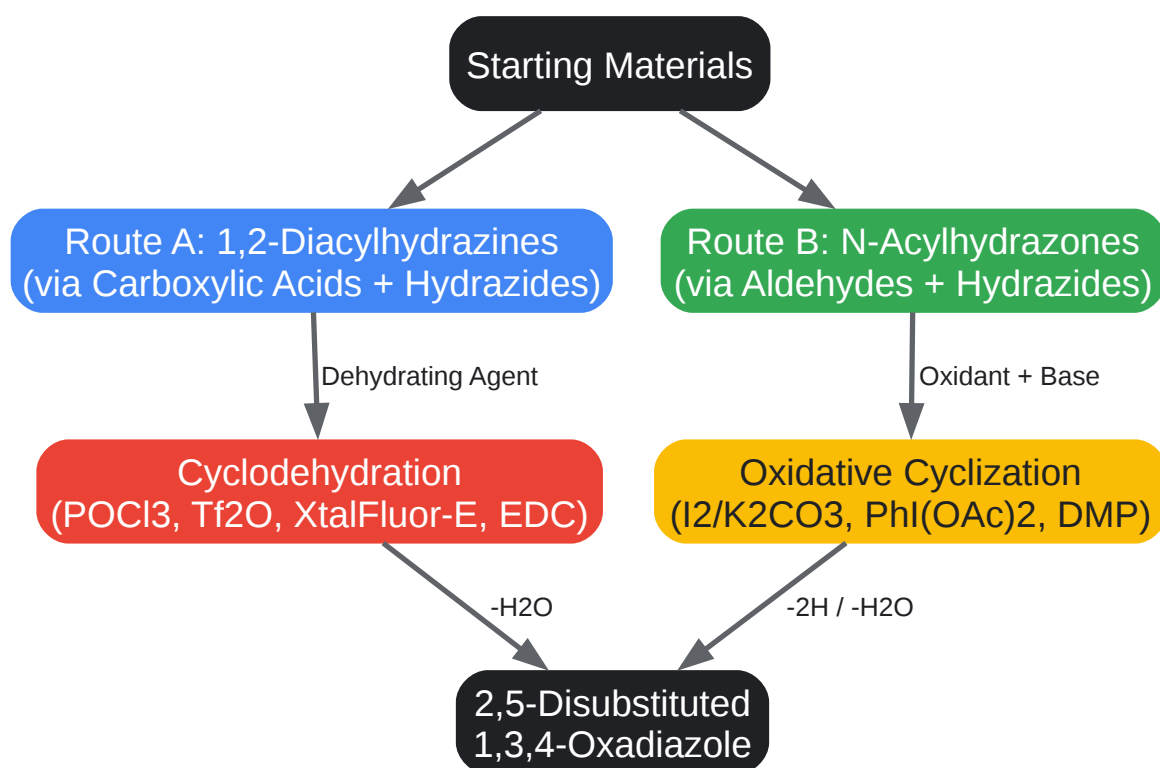 Starting Materials
Route A: 1,2-Diacylhydrazines
(via Carboxylic Acids + Hydrazides)
Route B: N-Acylhydrazones
(via Aldehydes + Hydrazides)
Dehydrating Agent
Oxidant + Base
Cyclodehydration
(POCl3, Tf2O, XtalFluor-E, EDC)
Oxidative Cyclization
(I2/K2CO3, PhI(OAc)2, DMP)
-H2O
-2H / -H2O
2,5-Disubstituted
1,3,4-Oxadiazole